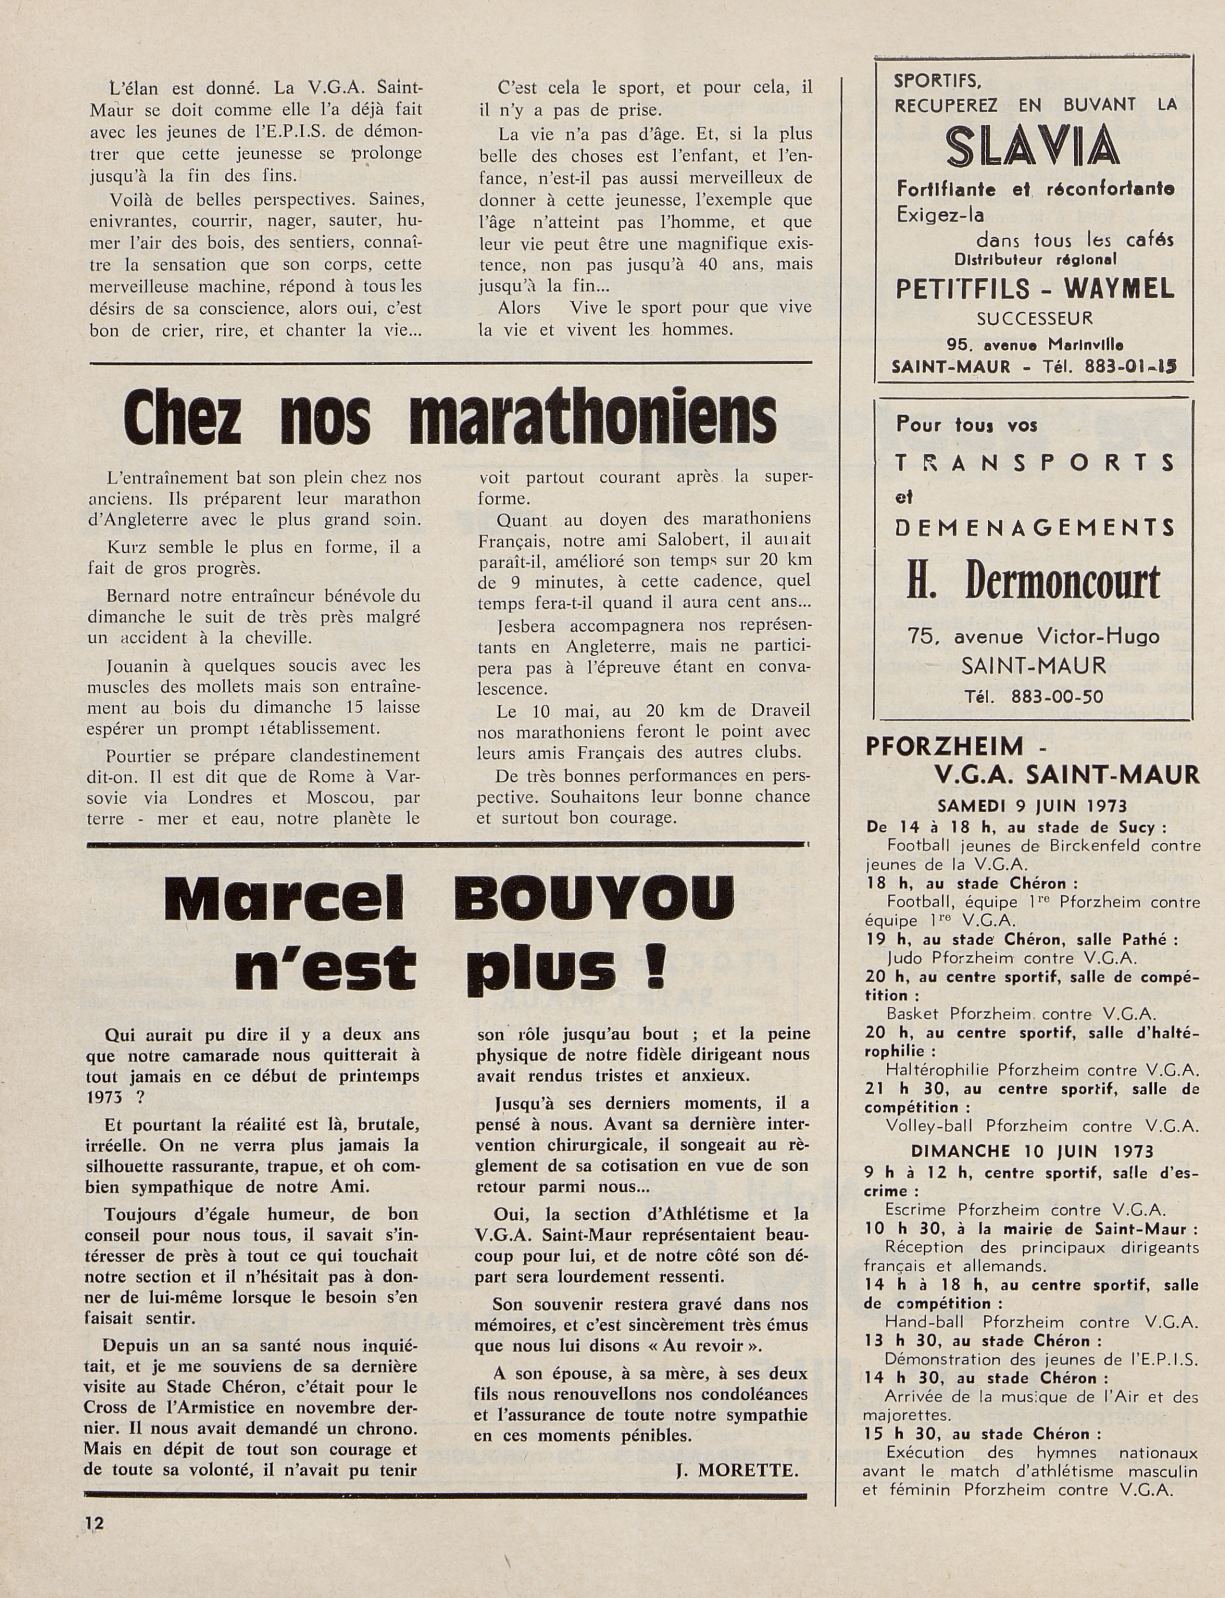 L'élan est donné. La V.G.A. Saint-
Maur se doit comme elle l'a déjà fait
avec les jeunes de l'E.P.I.S. de démon-
trer que cette jeunesse se prolonge
jusqu'à la fin des fins.
Voilà de belles perspectives. Saines,
enivrantes, courrir, nager, sauter, hu-
mer l'air des bois, des sentiers, connaî-
tre la sensation que son corps, cette
merveilleuse machine, répond à tous les
désirs de sa conscience, alors oui, c'est
bon de crier, rire, et chanter la vie...
C'est cela le sport, et pour cela, il
il n'y a pas de prise.
La vie n'a pas d'âge. Et, si la plus
belle des choses est l'enfant, et l'en-
fance, n'est-il pas aussi merveilleux de
donner à cette jeunesse, l'exemple que
l'âge n'atteint pas l'homme, et que
leur vie peut être une magnifique exis-
tence, non pas jusqu'à 40 ans, mais
jusqu'à la fin...
Alors Vive le sport pour que vive
la vie et vivent les hommes.
Chez nos marathoniens
L'entraînement bat son plein chez nos
anciens. Ils préparent leur marathon
d'Angleterre avec le plus grand soin.
Kurz semble le plus en forme, il a
fait de gros progrès.
Bernard notre entraîneur bénévole du
dimanche le suit de très près malgré
un accident à la cheville.
Jouanin à quelques soucis avec les
muscles des mollets mais son entraîne-
ment au bois du dimanche 15 laisse
espérer un prompt rétablissement.
Pourtier se prépare clandestinement
dit-on. Il est dit que de Rome à Var-
sovie via Londres et Moscou, par
terre - mer et eau, notre planète le
voit partout courant après la super-
forme.
Quant au doyen des marathoniens
Français, notre ami Salobert, il aurait
paraît-il, amélioré son temps sur 20 km
de 9 minutes, à cette cadence, quel
temps fera-t-il quand il aura cent ans...
Jesbera accompagnera nos représen-
tants en Angleterre, mais ne partici-
pera pas à l'épreuve étant en conva-
lescence.
Le 10 mai, au 20 km de Draveil
nos marathoniens feront le point avec
leurs amis Français des autres clubs.
De très bonnes performances en pers-
pective. Souhaitons leur bonne chance
et surtout bon courage.
Marcel BOUYOU
n'est plus !
Qui aurait pu dire il y a deux ans
que notre camarade nous quitterait à
tout jamais en ce début de printemps
1973 ?
Et pourtant la réalité est là, brutale,
irréelle. On ne verra plus jamais la
silhouette rassurante, trapue, et oh com-
bien sympathique de notre Ami.
Toujours d'égale humeur, de bon
conseil pour nous tous, il savait s'in-
téresser de près à tout ce qui touchait
notre section et il n'hésitait pas à don-
ner de lui-même lorsque le besoin s'en
faisait sentir.
Depuis un an sa santé nous inquié-
tait, et je me souviens de sa dernière
visite au Stade Chéron, c'était pour le
Cross de l'Armistice en novembre der-
nier. Il nous avait demandé un chrono.
Mais en dépit de tout son courage et
de toute sa volonté, il n'avait pu tenir
son rôle jusqu'au bout ; et la peine
physique de notre fidèle dirigeant nous
avait rendus tristes et anxieux.
Jusqu'à ses derniers moments, il a
pensé à nous. Avant sa dernière inter-
vention chirurgicale, il songeait au rè-
glement de sa cotisation en vue de son
retour parmi nous...
Oui, la section d'Athlétisme et la
V.G.A. Saint-Maur représentaient beau-
coup pour lui, et de notre côté son dé-
part sera lourdement ressenti.
Son souvenir restera gravé dans nos
mémoires, et c'est sincèrement très émus
que nous lui disons « Au revoir ».
A son épouse, à sa mère, à ses deux
fils nous renouvellons nos condoléances
et l'assurance de toute notre sympathie
en ces moments pénibles.
J. MORETTE.
12
SPORTIFS,
RECUPEREZ EN BUVANT LA
SLAVIA
Fortifiante et réconfortante
Exigez-la
dans tous les cafés
Distributeur régional
PETITFILS - WAYMEL
SUCCESSEUR
95, avenue Marinville
SAINT-MAUR - Tél. 883-01-15
Pour tous vos
TRANSPORTS
et
DEMENAGEMENTS
H. Dermoncourt
75, avenue Victor-Hugo
SAINT-MAUR
Tél. 883-00-50
PFORZHEIM -
V.G.A. SAINT-MAUR
SAMEDI 9 JUIN 1973
De 14 à 18 h, au stade de Sucy :
Football jeunes de Birckenfeld contre
jeunes de la V.G.A.
18 h, au stade Chéron :
Football, équipe 1re Pforzheim contre
équipe 1re V.G.A.
19 h, au stade Chéron, salle Pathé :
Judo Pforzheim contre V.G.A.
20 h, au centre sportif, salle de compé-
tition :
Basket Pforzheim contre V.G.A.
20 h, au centre sportif, salle d'halté-
rophilie :
Haltérophilie Pforzheim contre V.G.A.
21 h 30, au centre sportif, salle de
compétition :
Volley-ball Pforzheim contre V.G.A.
DIMANCHE 10 JUIN 1973
9 h à 12 h, centre sportif, salle d'es-
crime :
Escrime Pforzheim contre V.G.A.
10 h 30, à la mairie de Saint-Maur :
Réception des principaux dirigeants
français et allemands.
14 h à 18 h, au centre sportif, salle
de compétition :
Hand-ball Pforzheim contre V.G.A.
13 h 30, au stade Chéron :
Démonstration des jeunes de l'E.P.I.S.
14 h 30, au stade Chéron :
Arrivée de la musique de l'Air et des
majorettes.
15 h 30, au stade Chéron :
Exécution des hymnes nationaux
avant le match d'athlétisme masculin
et féminin Pforzheim contre V.G.A.